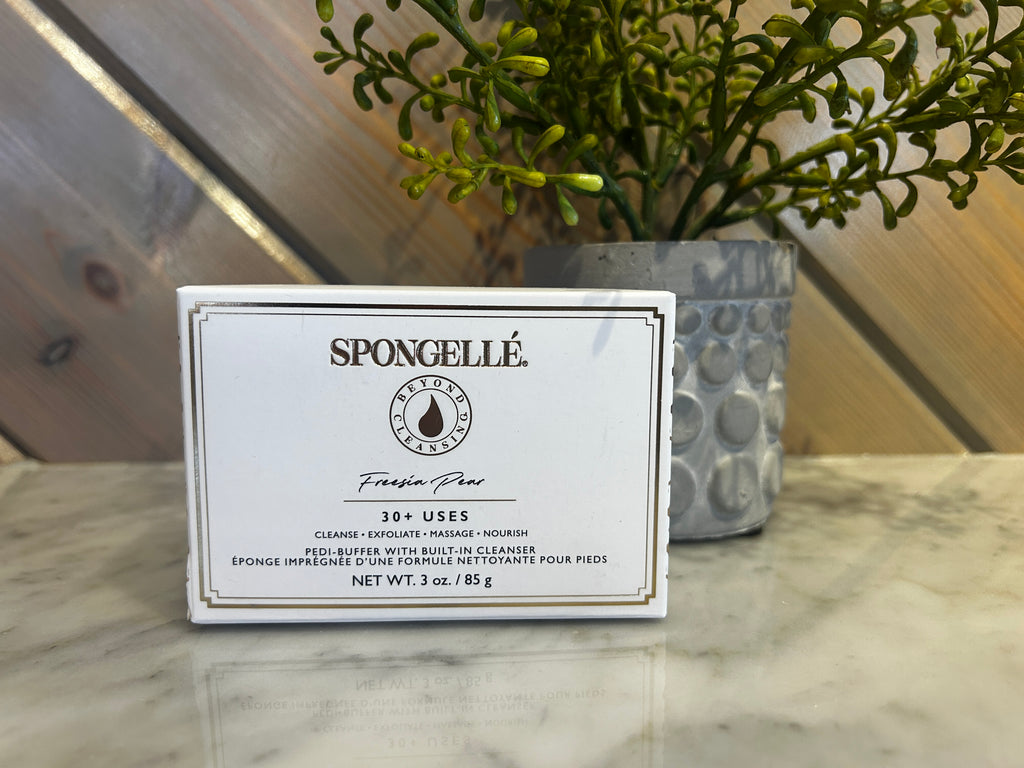 SPONGELLÉ®
BEYOND
CLEANSING
Freesia Pear
30+ USES
CLEANSE • EXFOLIATE • MASSAGE • NOURISH
PEDI-BUFFER WITH BUILT-IN CLEANSER
ÉPONGE IMPRÉGNÉE D'UNE FORMULE NETTOYANTE POUR PIEDS
NET WT. 3 oz. / 85 g